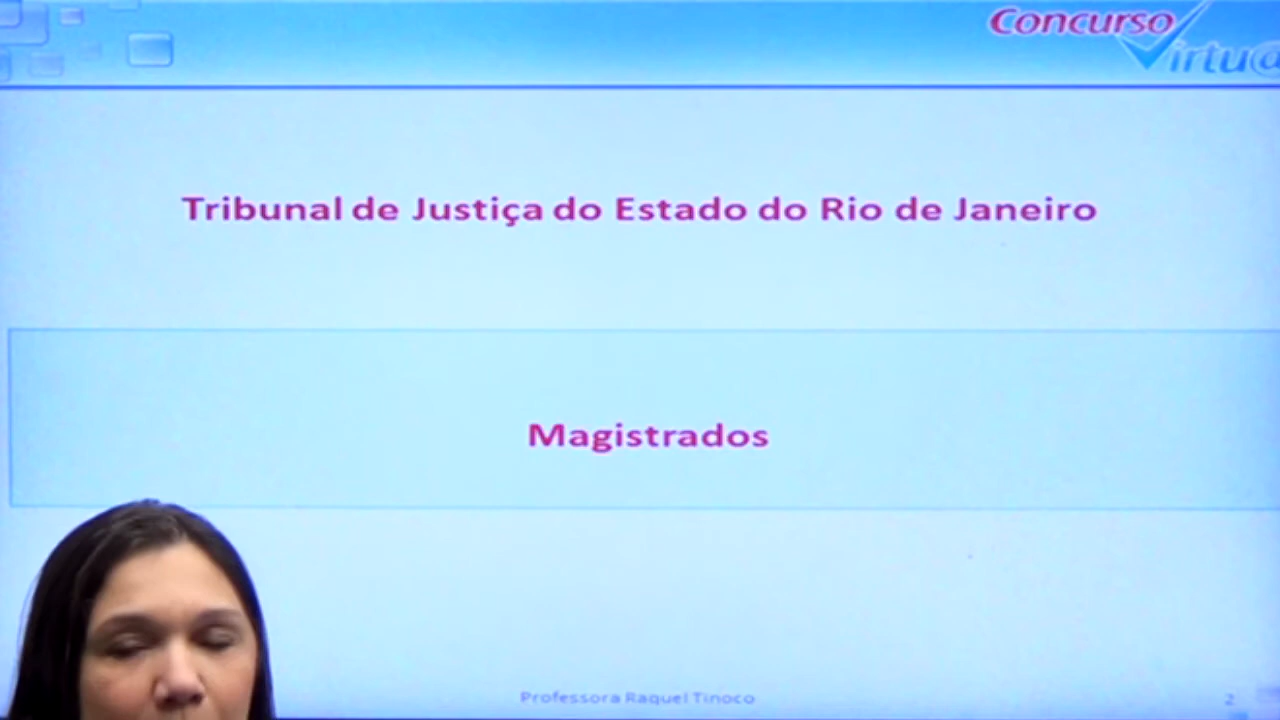 Concurso
Virtu@
Tribunal de Justiça do Estado do Rio de Janeiro
Magistrados
Professora Raquel Tinoco
2